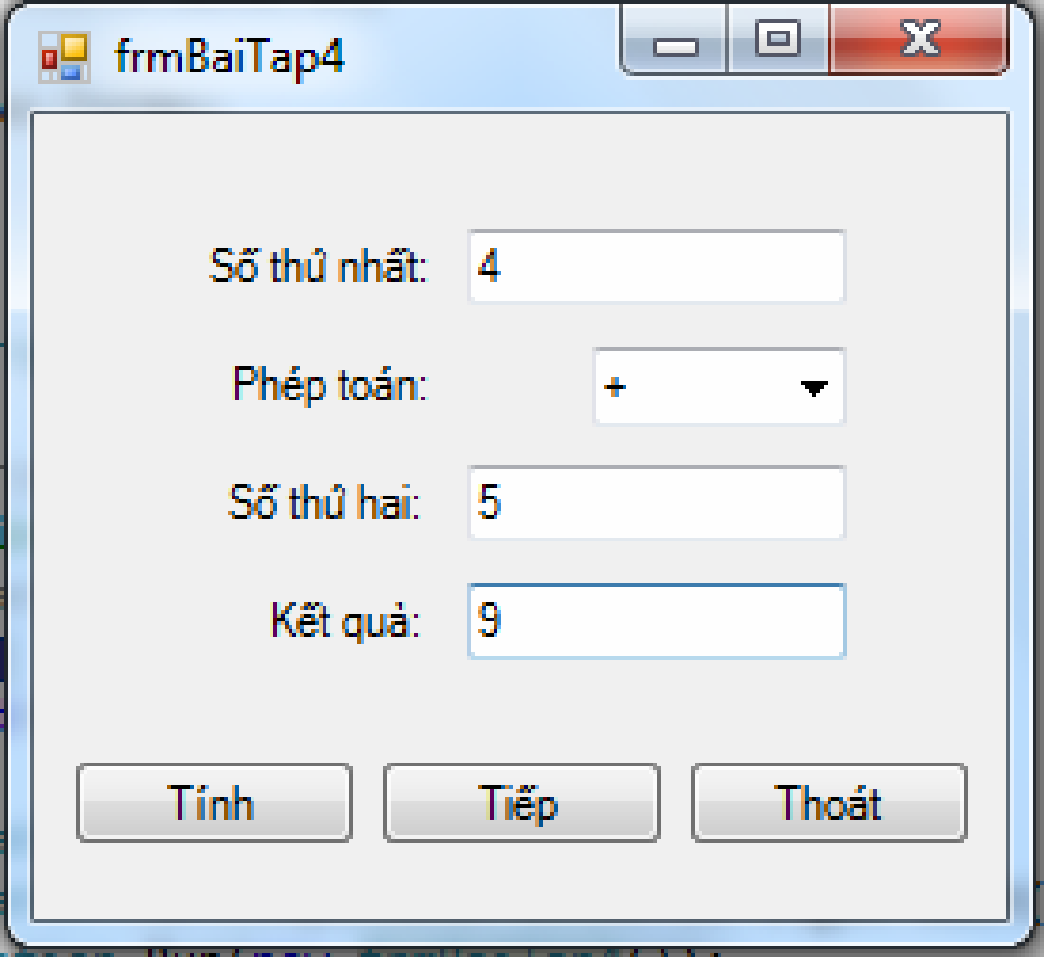 frmBaiTap4
Số thứ nhất: 4
Phép toán: +
Số thứ hai: 5
Kết quả: 9
Tính Tiếp Thoát